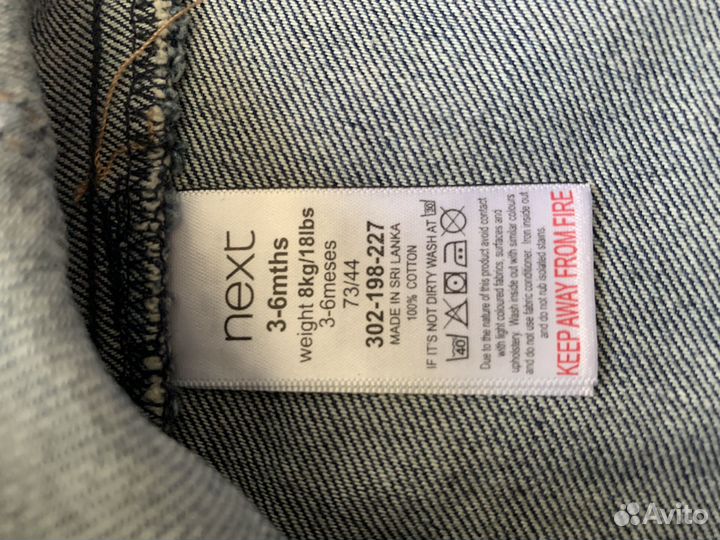 next
3-6mths
weight 8kg/18lbs
3-6meses
73/44
302-198-227
MADE IN SRI LANKA
100% COTTON
IF IT'S NOT DIRTY WASH AT 30
40
Due to the nature of this product avoid contact
with light coloured fabrics, surfaces and
upholstery. Wash inside out with similar colours
and do not use fabric conditioner. Iron inside out
and do not rub isolated stains.
KEEP AWAY FROM FIRE
Avito